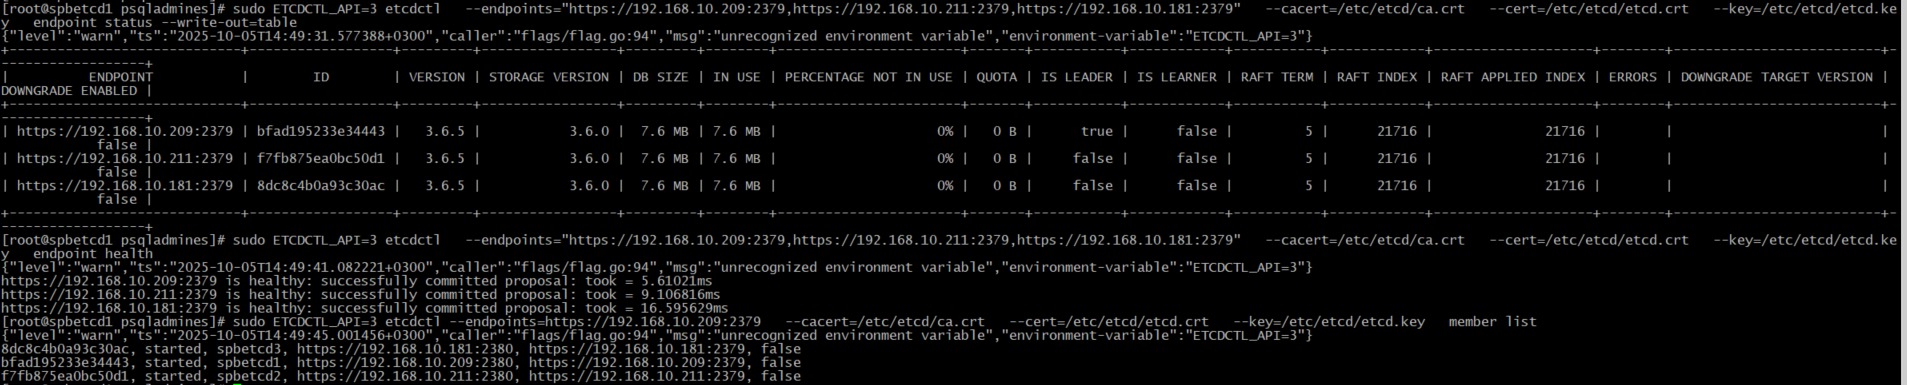 [root@spbetcd1 psqladmines]# sudo ETCDCTL_API=3 etcdctl   --endpoints="https://192.168.10.209:2379,https://192.168.10.211:2379,https://192.168.10.181:2379"   --cacert=/etc/etcd/ca.crt   --cert=/etc/etcd/etcd.crt   --key=/etc/etcd/etcd.ke
y   endpoint status --write-out=table
{"level":"warn","ts":"2025-10-05T14:49:31.577388+0300","caller":"flags/flag.go:94","msg":"unrecognized environment variable","environment-variable":"ETCDCTL_API=3"}
+-----------------------------+------------------+---------+-----------------+---------+--------+-----------------------+-------+-----------+------------+-----------+------------+--------------------+--------+--------------------------+-
------------------+
|          ENDPOINT           |        ID        | VERSION | STORAGE VERSION | DB SIZE | IN USE | PERCENTAGE NOT IN USE | QUOTA | IS LEADER | IS LEARNER | RAFT TERM | RAFT INDEX | RAFT APPLIED INDEX | ERRORS | DOWNGRADE TARGET VERSION |
DOWNGRADE ENABLED |
+-----------------------------+------------------+---------+-----------------+---------+--------+-----------------------+-------+-----------+------------+-----------+------------+--------------------+--------+--------------------------+-
------------------+
| https://192.168.10.209:2379 | bfad195233e34443 |   3.6.5 |           3.6.0 |  7.6 MB | 7.6 MB |                    0% |   0 B |      true |      false |         5 |      21716 |              21716 |        |                          |
            false |
| https://192.168.10.211:2379 | f7fb875ea0bc50d1 |   3.6.5 |           3.6.0 |  7.6 MB | 7.6 MB |                    0% |   0 B |     false |      false |         5 |      21716 |              21716 |        |                          |
            false |
| https://192.168.10.181:2379 | 8dc8c4b0a93c30ac |   3.6.5 |           3.6.0 |  7.6 MB | 7.6 MB |                    0% |   0 B |     false |      false |         5 |      21716 |              21716 |        |                          |
            false |
+-----------------------------+------------------+---------+-----------------+---------+--------+-----------------------+-------+-----------+------------+-----------+------------+--------------------+--------+--------------------------+-
------------------+
[root@spbetcd1 psqladmines]# sudo ETCDCTL_API=3 etcdctl   --endpoints="https://192.168.10.209:2379,https://192.168.10.211:2379,https://192.168.10.181:2379"   --cacert=/etc/etcd/ca.crt   --cert=/etc/etcd/etcd.crt   --key=/etc/etcd/etcd.ke
y   endpoint health
{"level":"warn","ts":"2025-10-05T14:49:41.082221+0300","caller":"flags/flag.go:94","msg":"unrecognized environment variable","environment-variable":"ETCDCTL_API=3"}
https://192.168.10.209:2379 is healthy: successfully committed proposal: took = 5.61021ms
https://192.168.10.211:2379 is healthy: successfully committed proposal: took = 9.106816ms
https://192.168.10.181:2379 is healthy: successfully committed proposal: took = 16.595629ms
[root@spbetcd1 psqladmines]# sudo ETCDCTL_API=3 etcdctl --endpoints=https://192.168.10.209:2379   --cacert=/etc/etcd/ca.crt   --cert=/etc/etcd/etcd.crt   --key=/etc/etcd/etcd.key   member list
{"level":"warn","ts":"2025-10-05T14:49:45.001456+0300","caller":"flags/flag.go:94","msg":"unrecognized environment variable","environment-variable":"ETCDCTL_API=3"}
8dc8c4b0a93c30ac, started, spbetcd3, https://192.168.10.181:2380, https://192.168.10.181:2379, false
bfad195233e34443, started, spbetcd1, https://192.168.10.209:2380, https://192.168.10.209:2379, false
f7fb875ea0bc50d1, started, spbetcd2, https://192.168.10.211:2380, https://192.168.10.211:2379, false